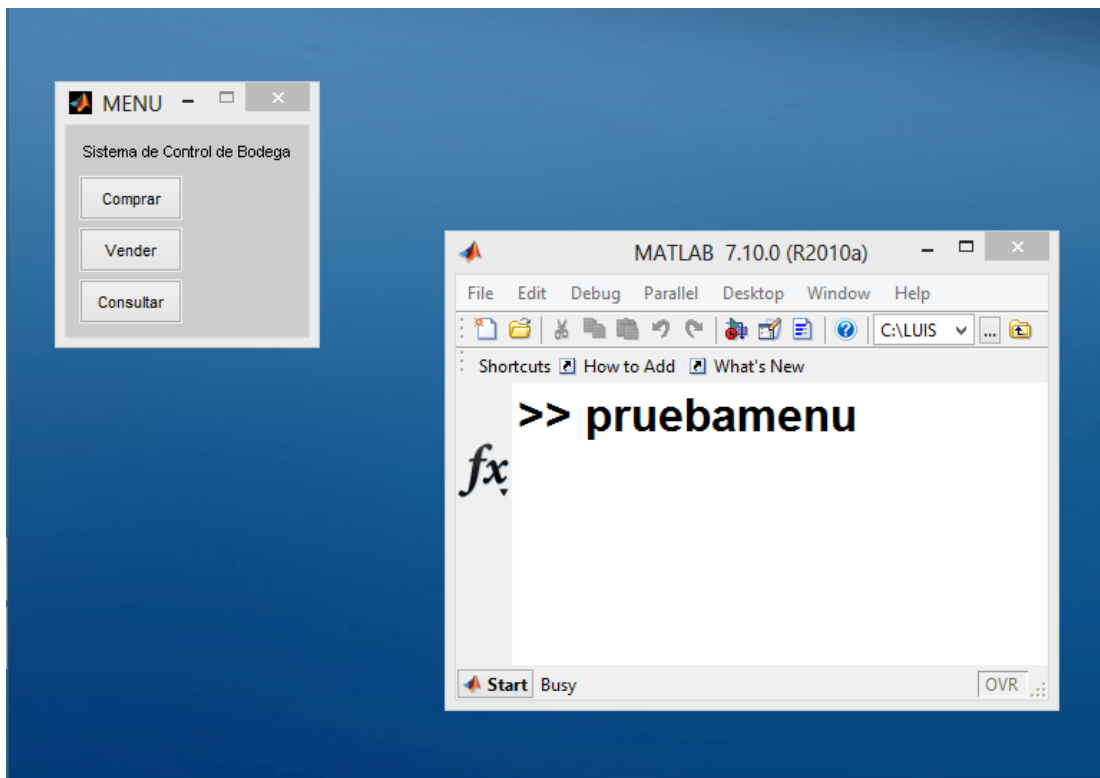 MENU
Sistema de Control de Bodega
Comprar
Vender
Consultar
MATLAB 7.10.0 (R2010a)
File Edit Debug Parallel Desktop Window Help
C:\LUIS ...
Shortcuts How to Add What's New
>> pruebamenu
fx
Start Busy OVR